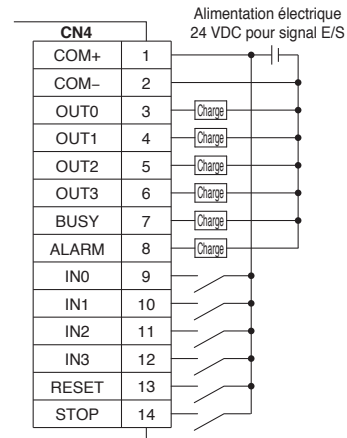 Alimentation électrique
24 VDC pour signal E/S
CN4
COM+ 1
COM– 2
OUT0 3 Charge
OUT1 4 Charge
OUT2 5 Charge
OUT3 6 Charge
BUSY 7 Charge
ALARM 8 Charge
IN0 9
IN1 10
IN2 11
IN3 12
RESET 13
STOP 14